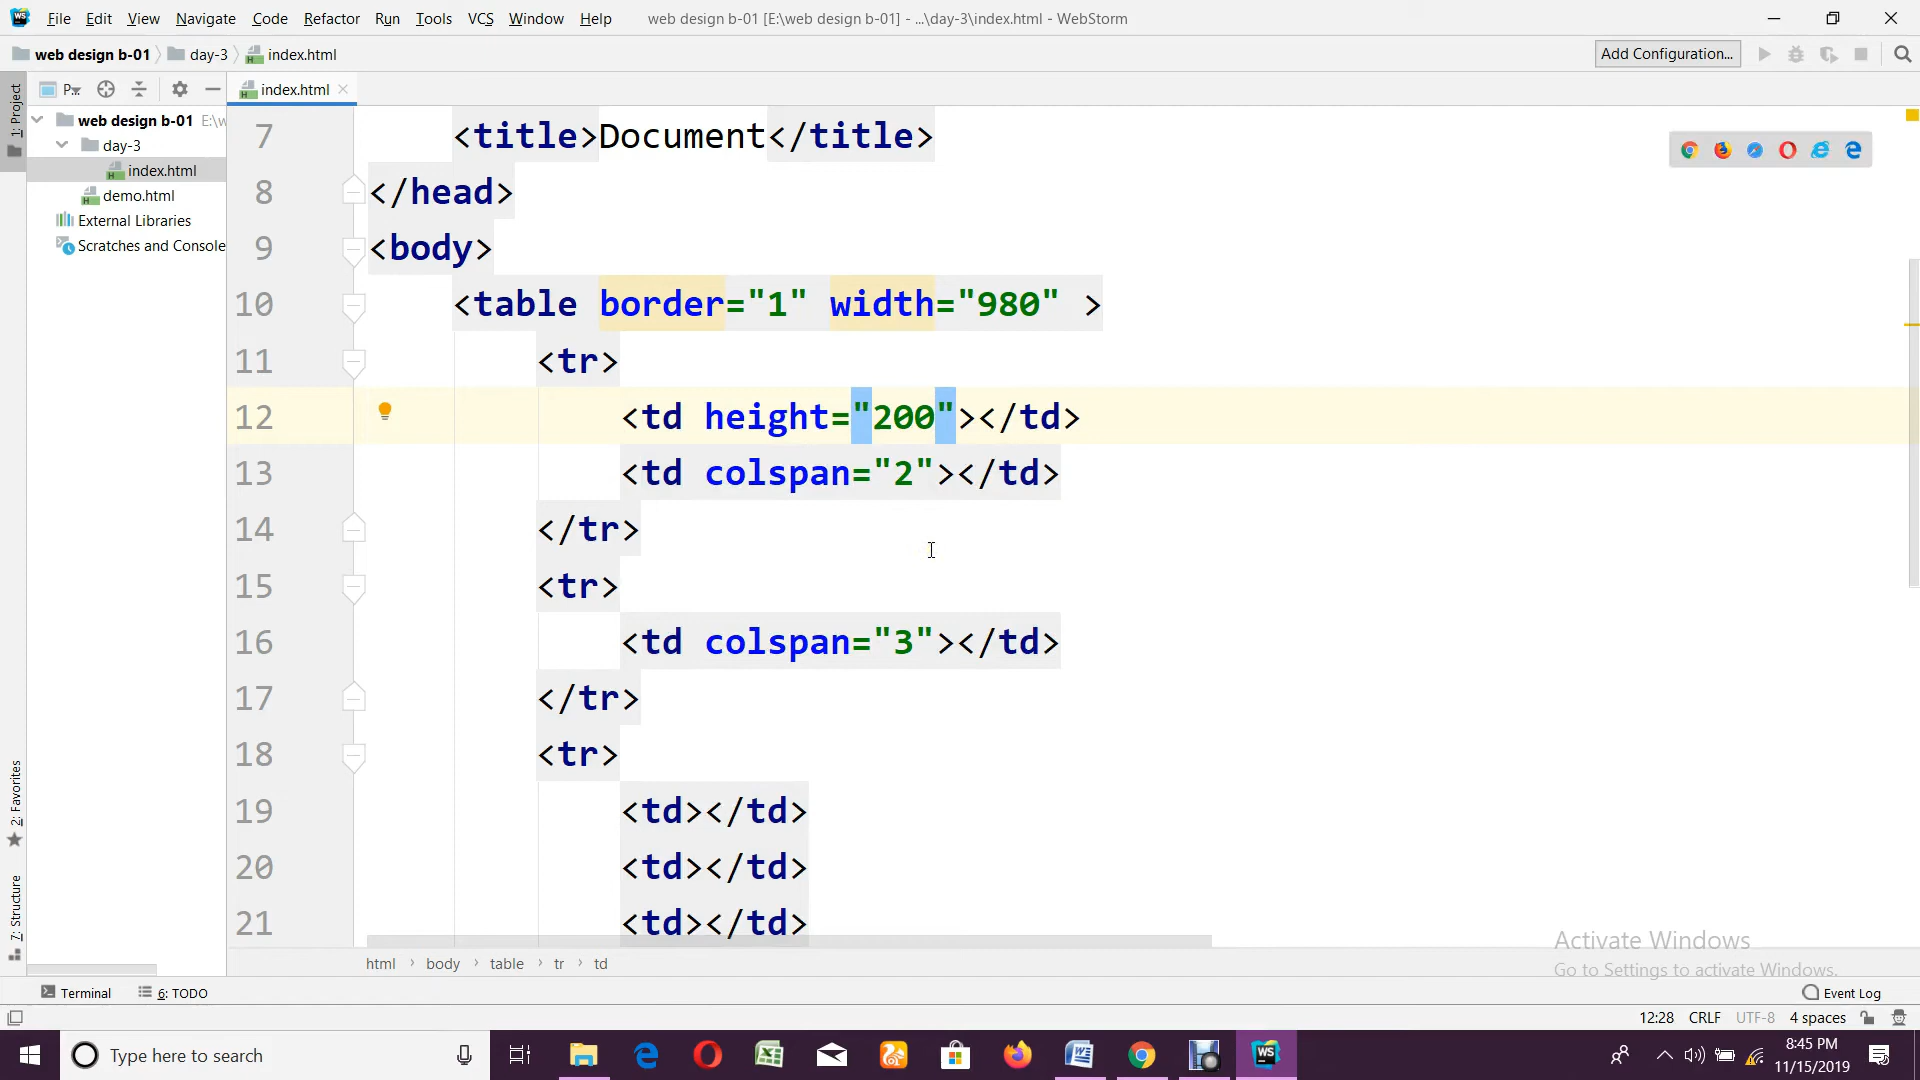 File Edit View Navigate Code Refactor Run Tools VCS Window Help web design b-01 [E:\web design b-01] - ...\day-3\index.html - WebStorm
web design b-01 day-3 index.html Add Configuration...
1: Project
index.html
web design b-01 E:\w
day-3
index.html
demo.html
External Libraries
Scratches and Console
2: Favorites
7: Structure
7 <title>Document</title>
8 </head>
9 <body>
10 <table border="1" width="980" >
11 <tr>
12 <td height="200"></td>
13 <td colspan="2"></td>
14 </tr>
15 <tr>
16 <td colspan="3"></td>
17 </tr>
18 <tr>
19 <td></td>
20 <td></td>
21 <td></td>
Activate Windows
Go to Settings to activate Windows.
html body table tr td
Terminal 6: TODO Event Log
12:28 CRLF UTF-8 4 spaces
Type here to search
8:45 PM
11/15/2019